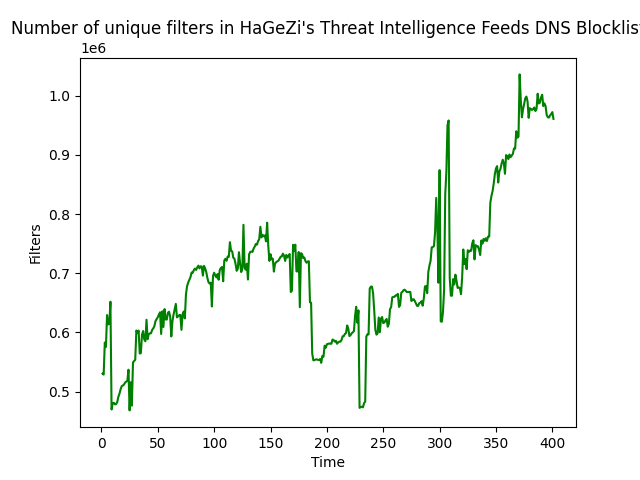 Number of unique filters in HaGeZi's Threat Intelligence Feeds DNS Blocklis
1e6
1.0
0.9
0.8
0.7
0.6
0.5
Filters
0 50 100 150 200 250 300 350 400
Time